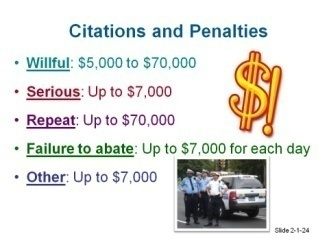 Citations and Penalties
• Willful: $5,000 to $70,000
• Serious: Up to $7,000
• Repeat: Up to $70,000
• Failure to abate: Up to $7,000 for each day
• Other: Up to $7,000
$!
Slide 2-1-24